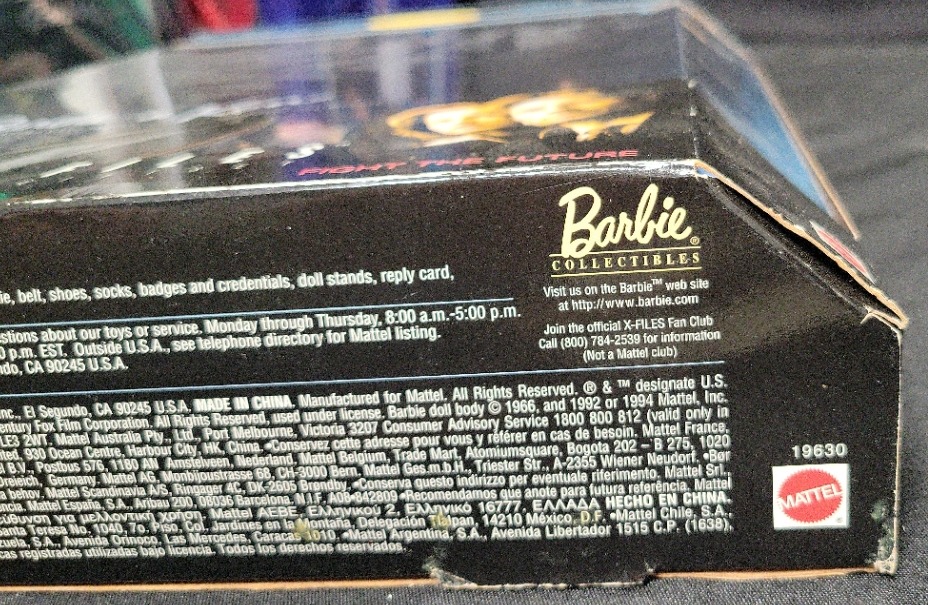 FIGHT THE FUTURE
Barbie®
COLLECTIBLES
Visit us on the Barbie™ web site
at http://www.barbie.com
Join the official X-FILES Fan Club
Call (800) 784-2539 for information
(Not a Mattel club)
ie, belt, shoes, socks, badges and credentials, doll stands, reply card,
stions about our toys or service, Monday through Thursday, 8:00 a.m.-5:00 p.m.
0 p.m. EST. Outside U.S.A., see telephone directory for Mattel listing.
ndo, CA 90245 U.S.A.
nc., El Segundo, CA 90245 U.S.A. MADE IN CHINA. Manufactured for Mattel. All Rights Reserved. ® & ™ designate U.S.
entury Fox Film Corporation. All Rights Reserved, used under license. Barbie doll body © 1966, and 1992 or 1994 Mattel, Inc.
LE3 2WT. Mattel Australia Pty., Ltd., Port Melbourne, Victoria 3207 Consumer Advisory Service 1800 800 812 (valid only in
ited 930 Ocean Centre, Harbour City, HK, China. •Conservez cette adresse pour vous y référer en cas de besoin. Mattel France,
B.V., Postbus 576, 1180 AV Amstelveen, Nederland. Mattel Belgium, Trade Mart, Atomiumsquare, Bogota 202 – B 275, 1020
bereich, Germany, Mattel AG, Monbijoustrasse 68, CH-3000 Bern, Mattel Ges.m.b.H., Triester Str., A-2355 Wiener Neudorf. •Bør
behov. Mattel Scandinavia A/S, Ringager 4C, DK-2605 Brøndby. •Conserva questo indirizzo per eventuale riferimento. Mattel Srl.,
ncia. Mattel España, S.A., Aribau 200, 08036 Barcelona. N.I.F. A08-842809 •Recomendamos que anote para futura referência. Mattel
ύθυνση για μελλοντική χρήση. Mattel AEBE, Ελληνικού 2, Ελληνικό 16777, ΕΛΛΑΔΑ. HECHO EN CHINA.
anta Teresa No. 1040, 7o. Piso, Col. Jardines en la Montaña, Delegación Tlalpan, 14210 México, D.F. •Mattel Chile, S.A.,
zuela, S.A., Avenida Orinoco, Las Mercedes, Caracas 1010. •Mattel Argentina, S.A., Avenida Libertador 1515 C.P. (1638),
cas registradas utilizadas bajo licencia. Todos los derechos reservados.
19630
MATTEL